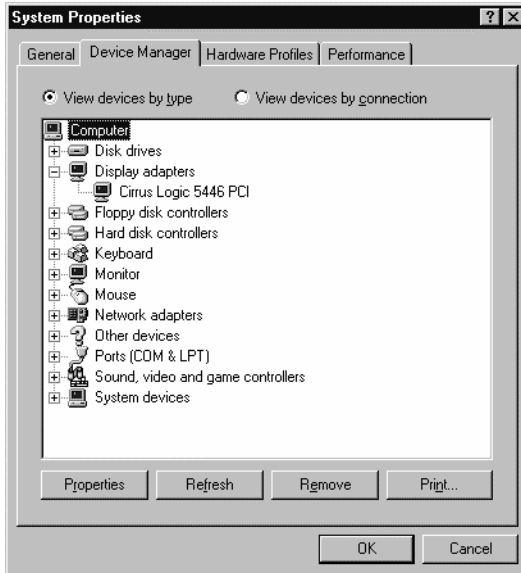 System Properties
General Device Manager Hardware Profiles Performance
View devices by type View devices by connection
Computer
Disk drives
Display adapters
Cirrus Logic 5446 PCI
Floppy disk controllers
Hard disk controllers
Keyboard
Monitor
Mouse
Network adapters
Other devices
Ports (COM & LPT)
Sound, video and game controllers
System devices
Properties Refresh Remove Print...
OK Cancel